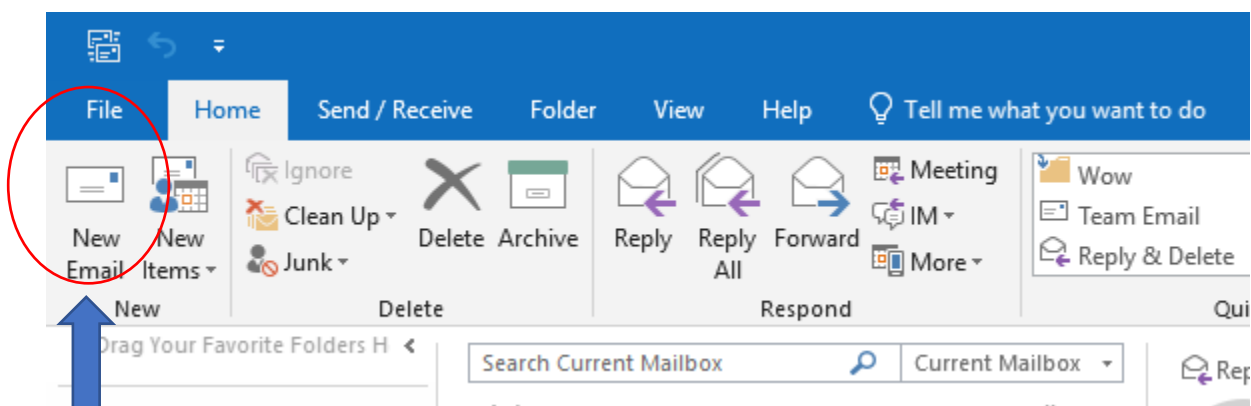 File Home Send / Receive Folder View Help Tell me what you want to do
New Email
New Items
Ignore
Clean Up
Junk
Delete Archive
Reply Reply All Forward
Meeting
IM
More
Wow
Team Email
Reply & Delete
New Delete Respond Qui
Drag Your Favorite Folders H
Search Current Mailbox Current Mailbox
Rep